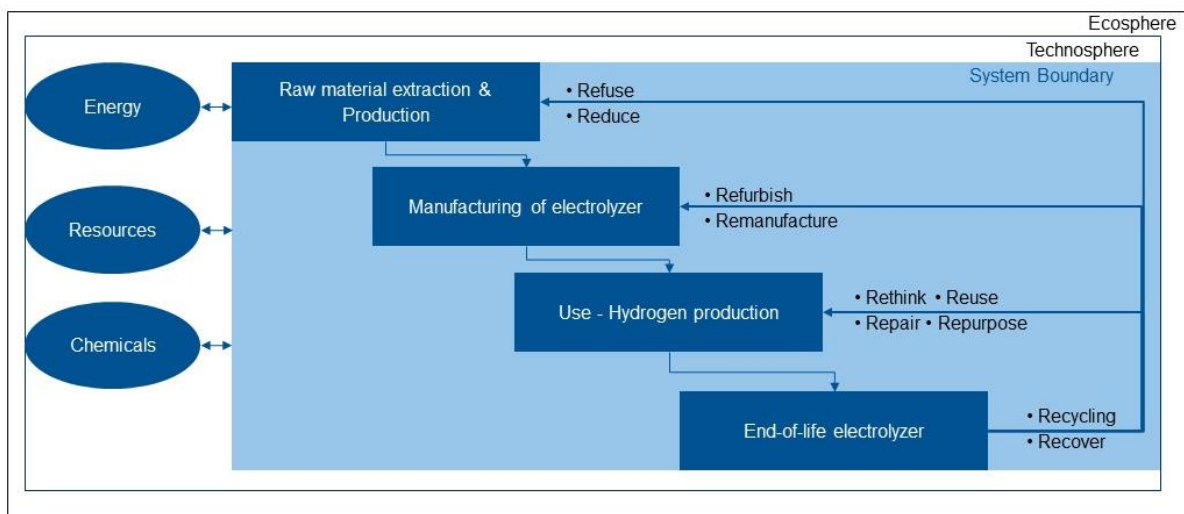 Ecosphere
Technosphere
System Boundary
Energy
Raw material extraction &
Production
• Refuse
• Reduce
Manufacturing of electrolyzer
• Refurbish
• Remanufacture
Resources
Use - Hydrogen production
• Rethink • Reuse
• Repair • Repurpose
Chemicals
End-of-life electrolyzer
• Recycling
• Recover